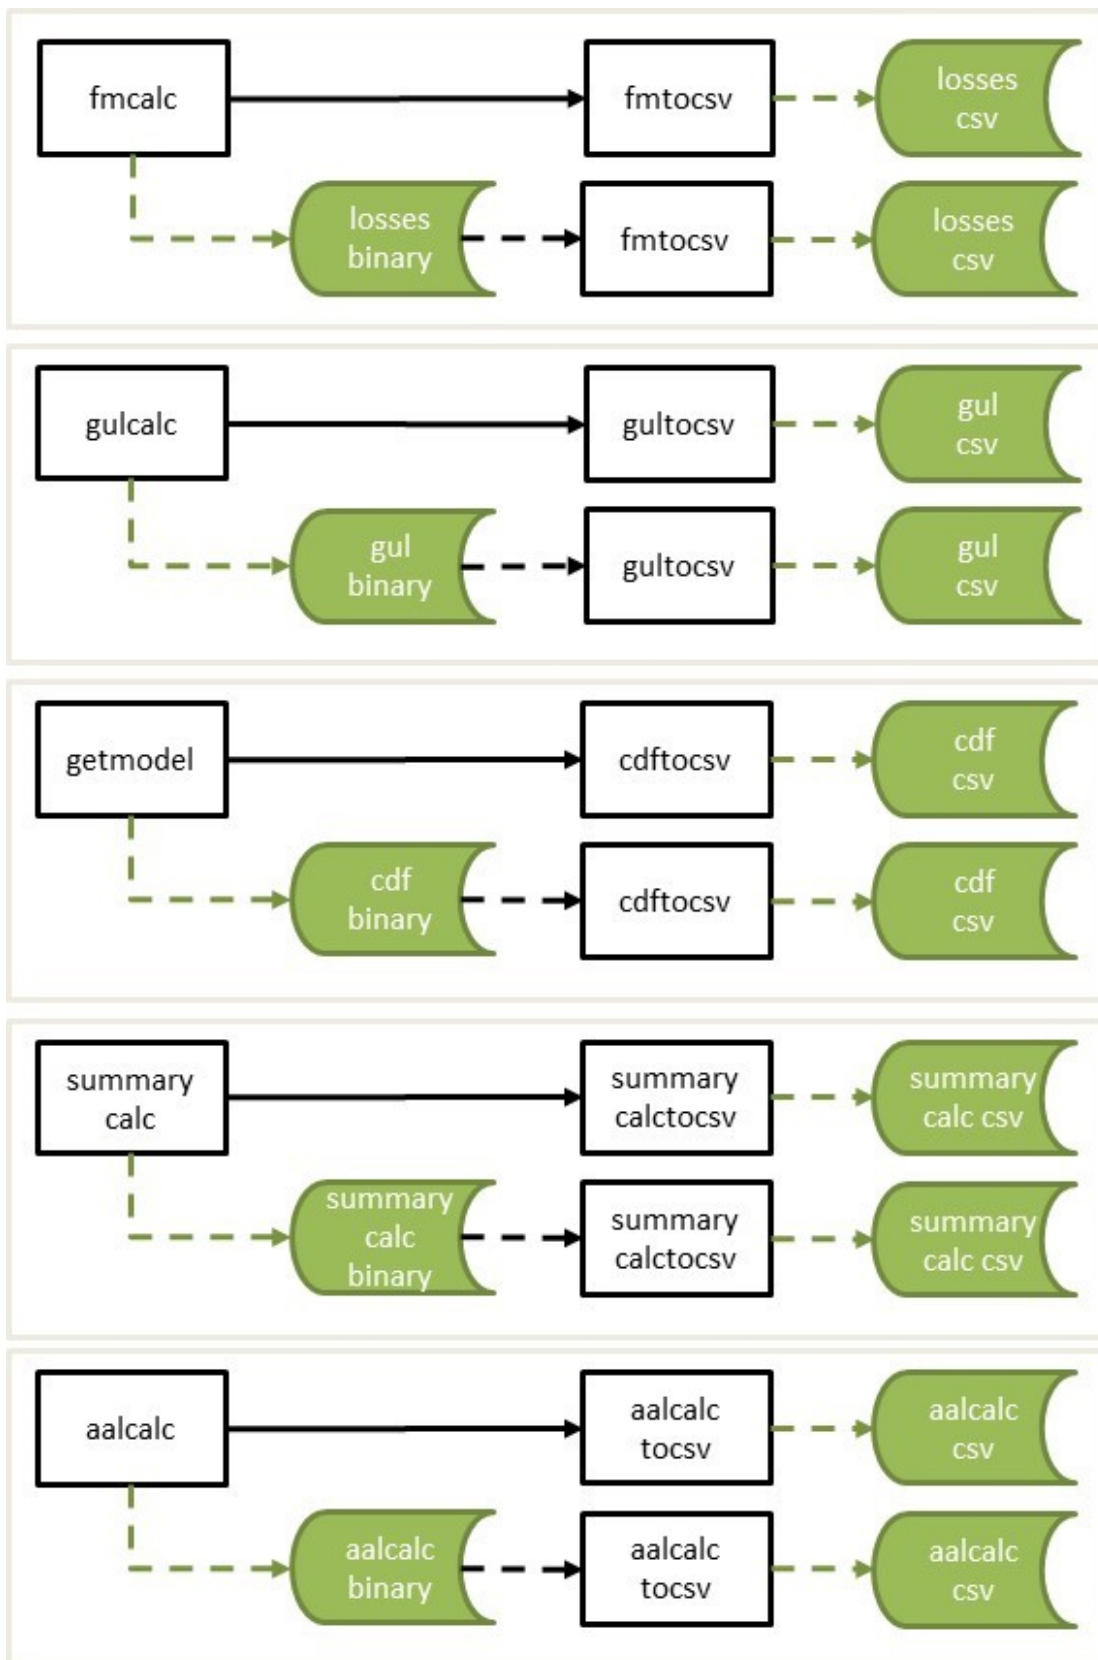 fmcalc
fmtocsv
losses
csv
losses
binary
fmtocsv
losses
csv
gulcalc
gultocsv
gul
csv
gul
binary
gultocsv
gul
csv
getmodel
cdftocsv
cdf
csv
cdf
binary
cdftocsv
cdf
csv
summary
calc
summary
calctocsv
summary
calc csv
summary
calc
binary
summary
calctocsv
summary
calc csv
aalcalc
aalcalc
tocsv
aalcalc
csv
aalcalc
binary
aalcalc
tocsv
aalcalc
csv